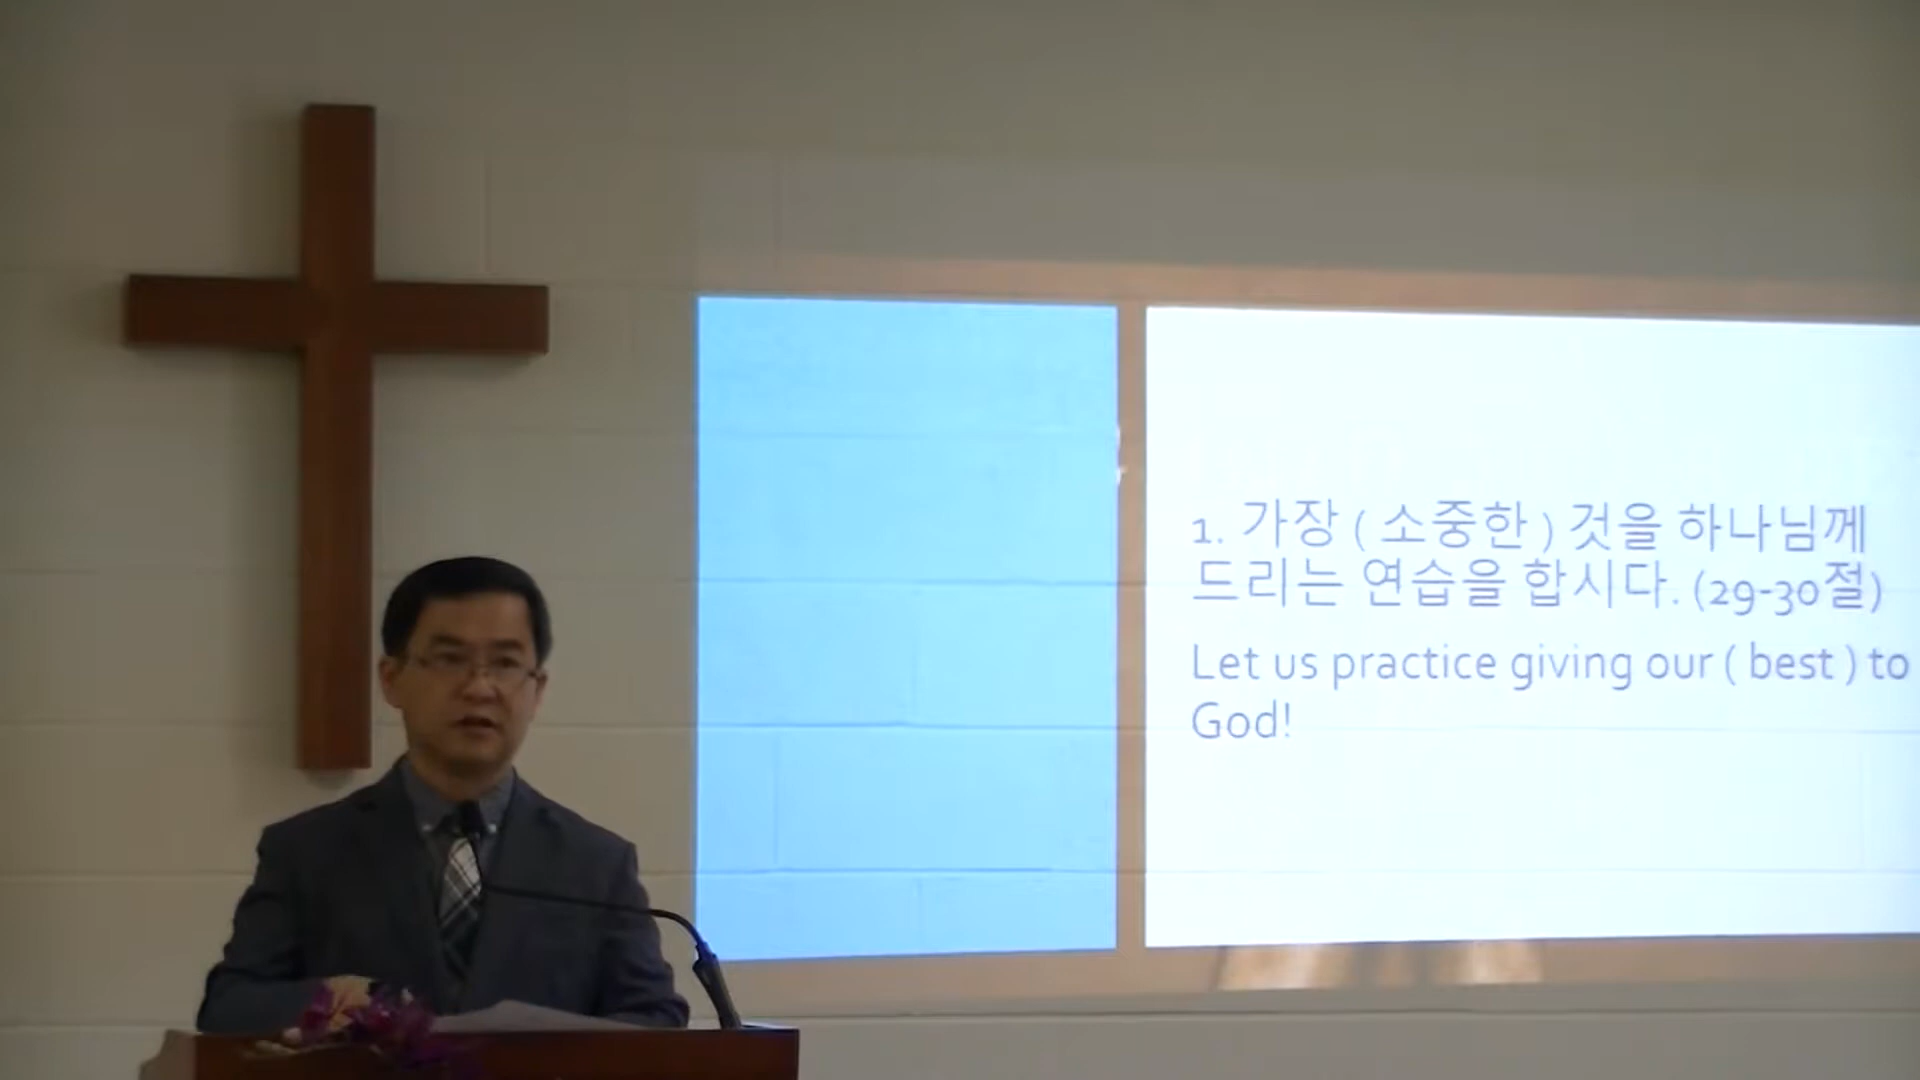 1. 가장 ( 소중한 ) 것을 하나님께
드리는 연습을 합시다. (29-30절)
Let us practice giving our ( best ) to
God!